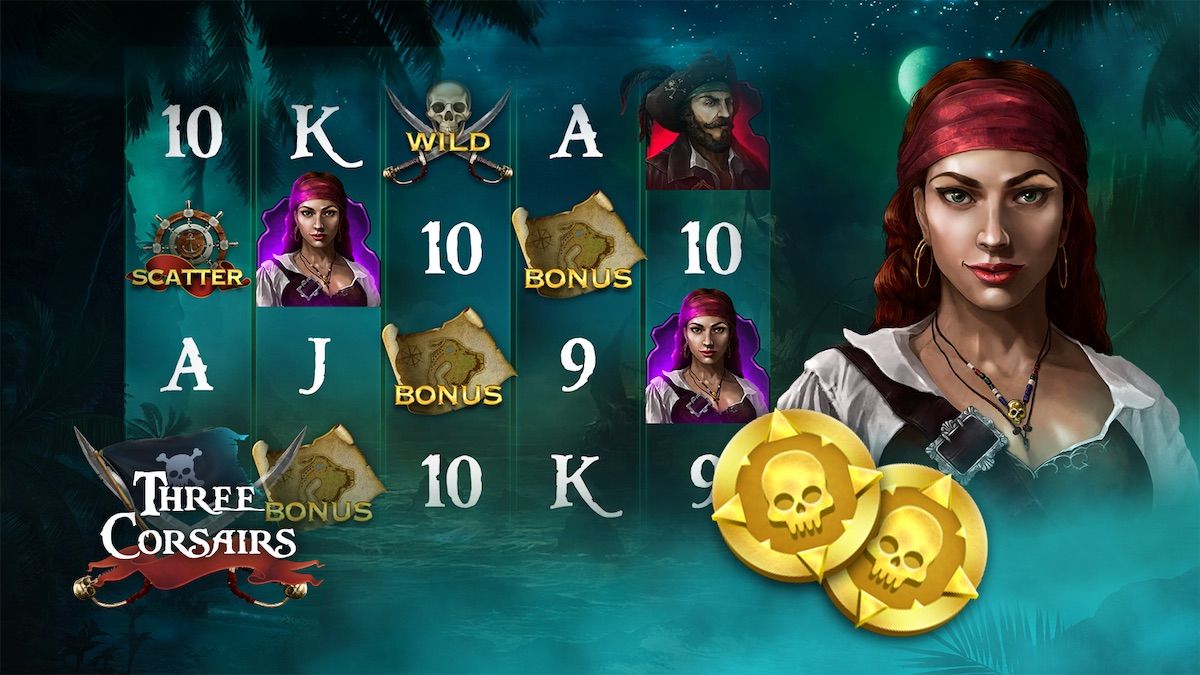 10 K WILD A
SCATTER 10 BONUS 10
A J BONUS 9
THREE
CORSAIRS
BONUS 10 K 9